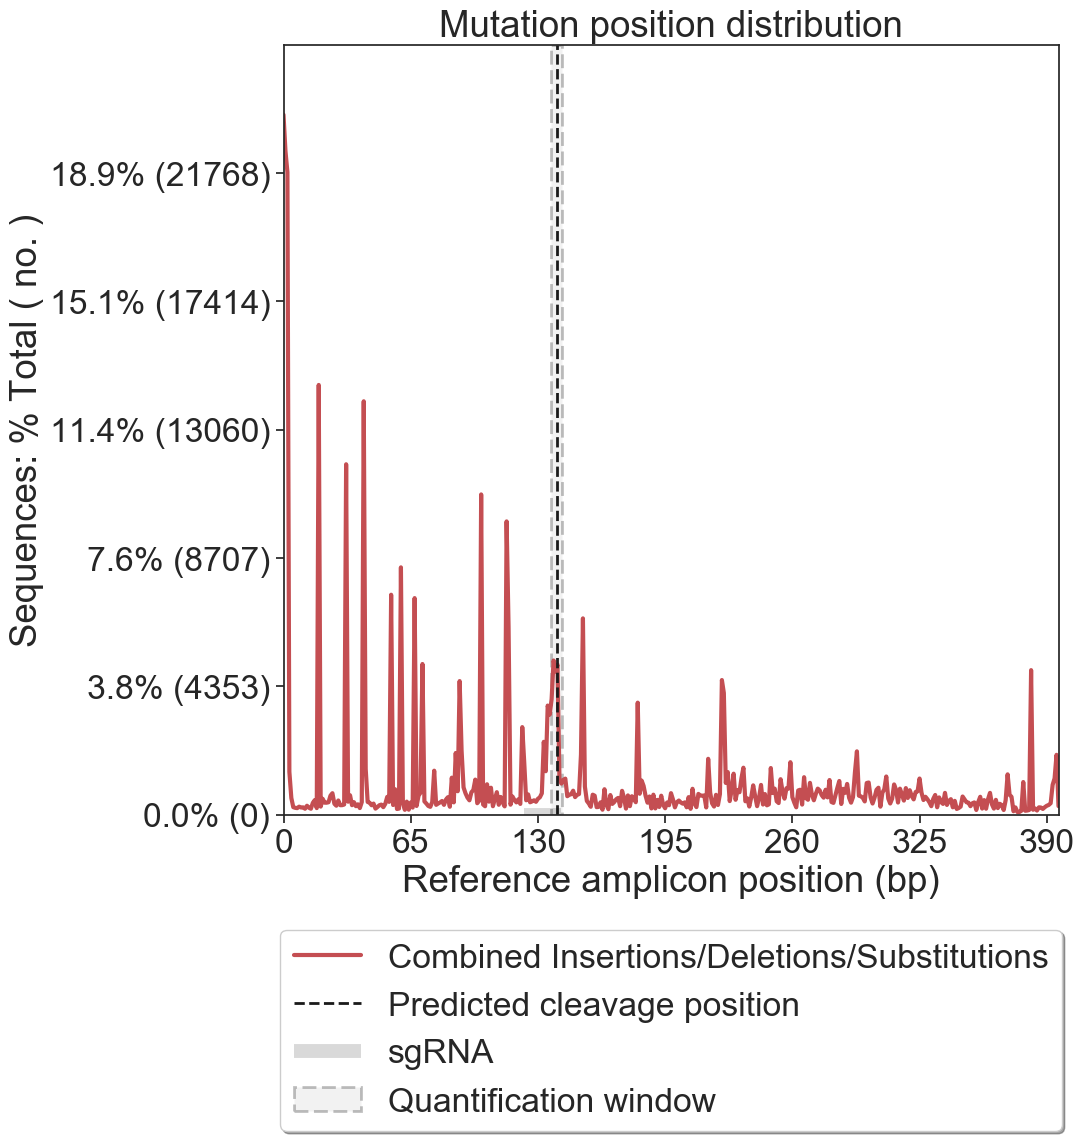 Mutation position distribution
Sequences: % Total ( no. )
18.9% (21768)
15.1% (17414)
11.4% (13060)
7.6% (8707)
3.8% (4353)
0.0% (0)
0 65 130 195 260 325 390
Reference amplicon position (bp)
Combined Insertions/Deletions/Substitutions
Predicted cleavage position
sgRNA
Quantification window